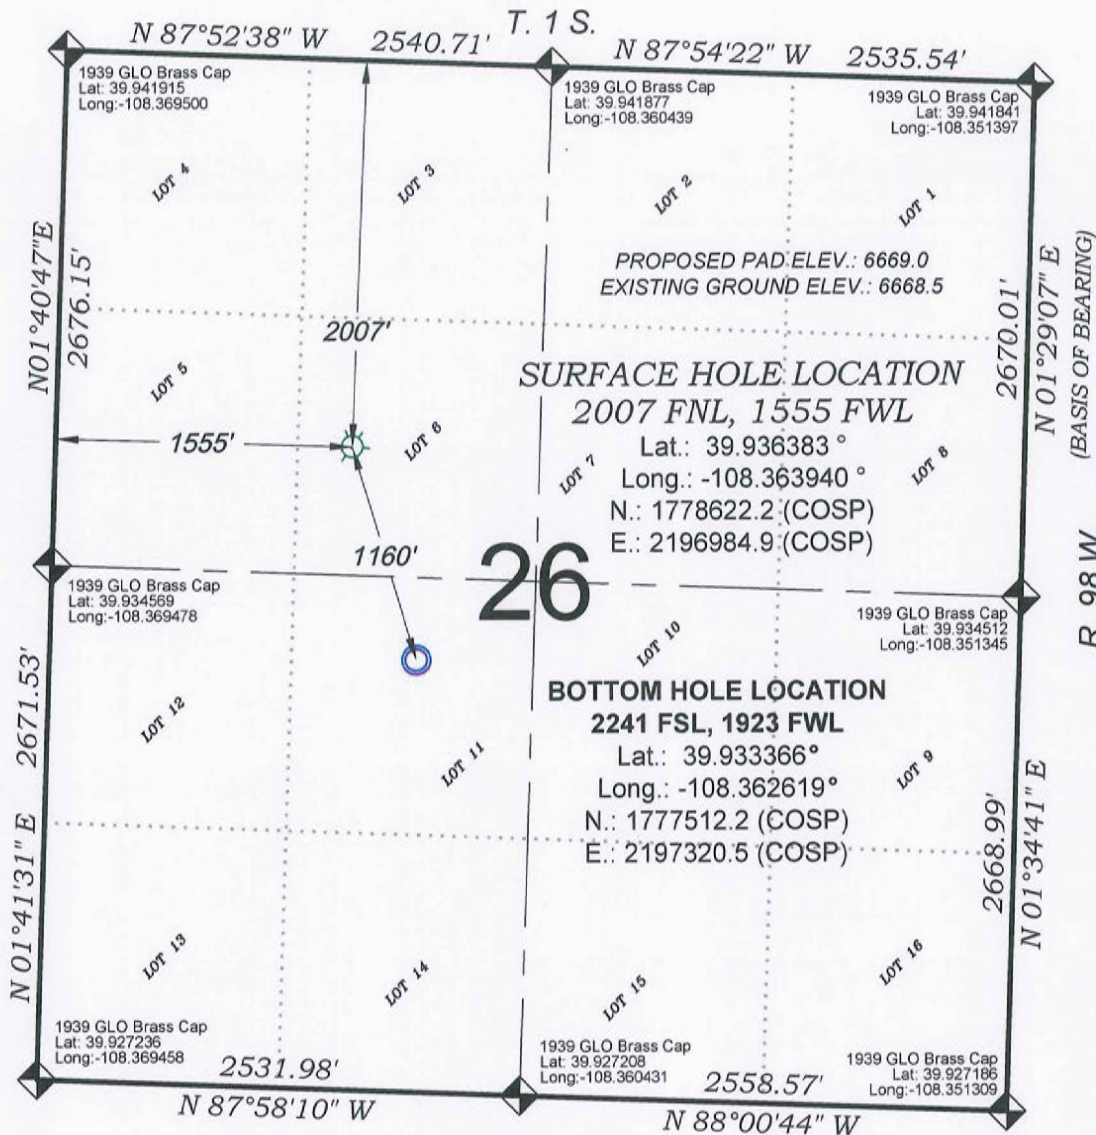 T. 1 S.
N 87°52'38" W 2540.71'
N 87°54'22" W 2535.54'
1939 GLO Brass Cap
Lat: 39.941915
Long:-108.369500
1939 GLO Brass Cap
Lat: 39.941877
Long:-108.360439
1939 GLO Brass Cap
Lat: 39.941841
Long:-108.351397
LOT 4
LOT 3
LOT 2
LOT 1
N01°40'47"E
2676.15'
PROPOSED PAD ELEV.: 6669.0
EXISTING GROUND ELEV.: 6668.5
2670.01'
N 01°29'07" E
(BASIS OF BEARING)
2007'
LOT 5
SURFACE HOLE LOCATION
2007 FNL, 1555 FWL
Lat.: 39.936383 °
Long.: -108.363940 °
N.: 1778622.2 (COSP)
E.: 2196984.9 (COSP)
1555'
LOT 6
LOT 7
LOT 8
1160'
26
R. 98 W.
1939 GLO Brass Cap
Lat: 39.934569
Long:-108.369478
1939 GLO Brass Cap
Lat: 39.934512
Long:-108.351345
LOT 10
BOTTOM HOLE LOCATION
2241 FSL, 1923 FWL
Lat.: 39.933366°
Long.: -108.362619°
N.: 1777512.2 (COSP)
E.: 2197320.5 (COSP)
LOT 12
LOT 11
LOT 9
N 01°41'31" E 2671.53'
2668.99'
N 01°34'41" E
LOT 13
LOT 14
LOT 15
LOT 16
1939 GLO Brass Cap
Lat: 39.927236
Long:-108.369458
1939 GLO Brass Cap
Lat: 39.927208
Long:-108.360431
1939 GLO Brass Cap
Lat: 39.927186
Long:-108.351309
2531.98'
N 87°58'10" W
2558.57'
N 88°00'44" W